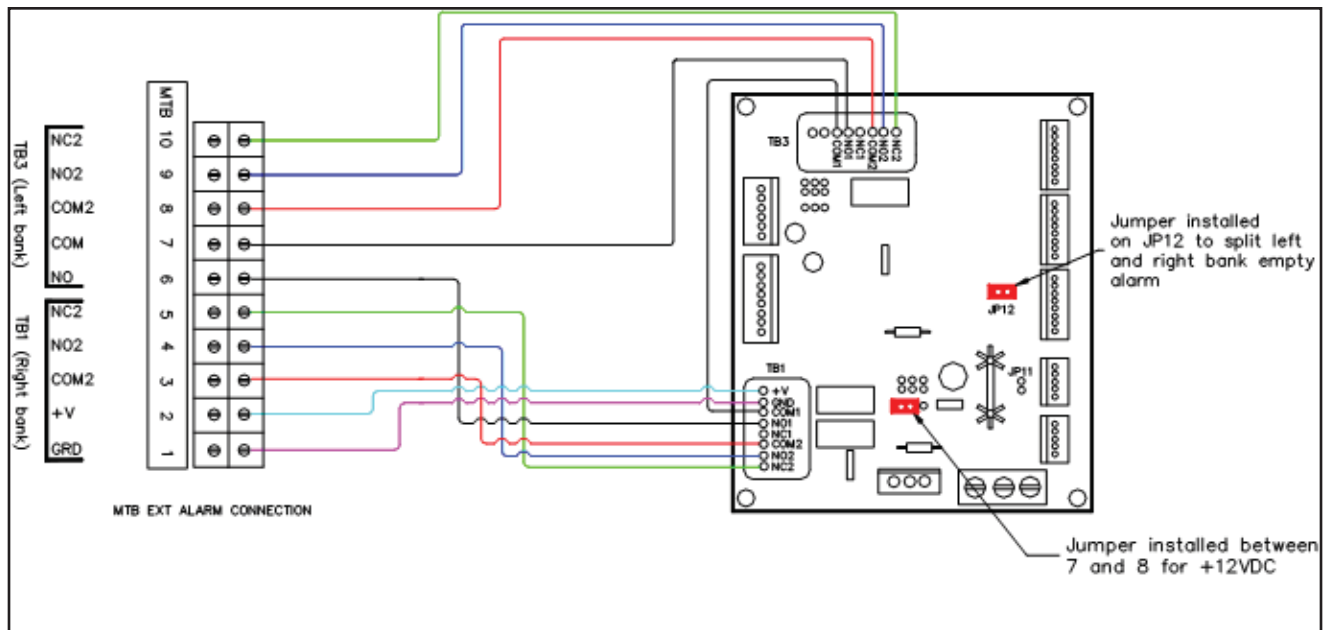 MTB
10
9
8
7
6
5
4
3
2
1
TB3 (Left bank)
NC2
NO2
COM2
COM
NO
TB1 (Right bank)
NC2
NO2
COM2
+V
GRD
MTB EXT ALARM CONNECTION
TB3
COM1
NO1
NC1
COM2
NO2
NC2
Jumper installed
on JP12 to split left
and right bank empty
alarm
JP12
JP11
TB1
+V
GND
COM1
NO1
NC1
COM2
NO2
NC2
Jumper installed between
7 and 8 for +12VDC